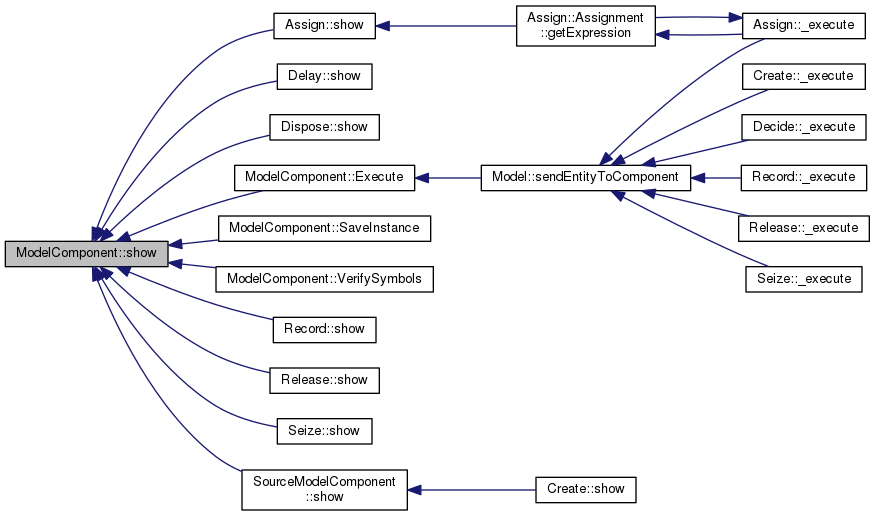 Assign::show
Assign::Assignment
::getExpression
Assign::_execute
Delay::show
Create::_execute
Dispose::show
Decide::_execute
ModelComponent::Execute
Model::sendEntityToComponent
Record::_execute
ModelComponent::SaveInstance
Release::_execute
ModelComponent::show
ModelComponent::VerifySymbols
Seize::_execute
Record::show
Release::show
Seize::show
SourceModelComponent
::show
Create::show